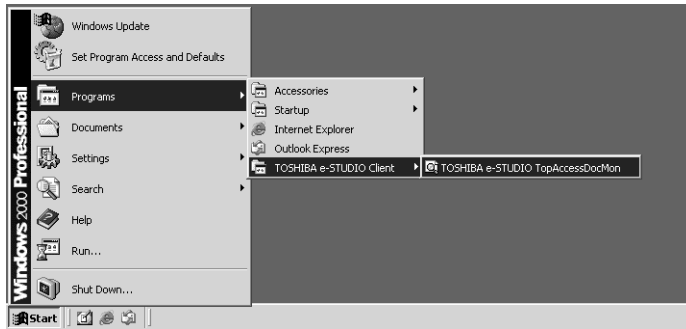 Windows 2000 Professional
Windows Update
Set Program Access and Defaults
Programs
Documents
Settings
Search
Help
Run...
Shut Down...
Accessories
Startup
Internet Explorer
Outlook Express
TOSHIBA e-STUDIO Client
TOSHIBA e-STUDIO TopAccessDocMon
Start